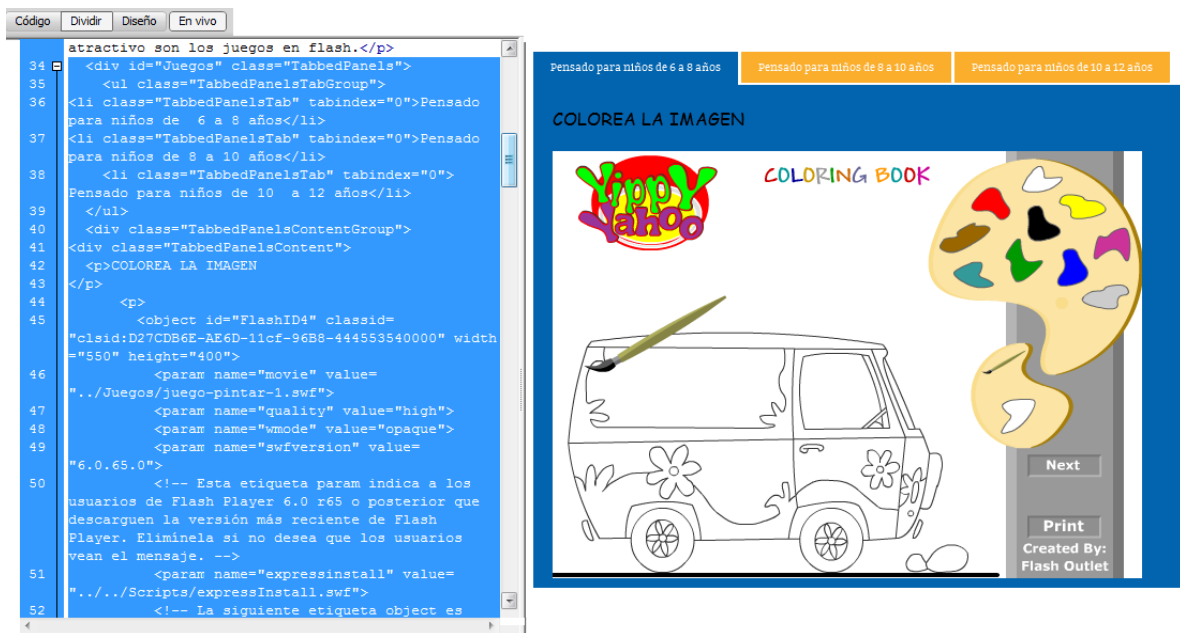 Código Dividir Diseño En vivo
atractivo son los juegos en flash.</p>
34 <div id="Juegos" class="TabbedPanels">
35 <ul class="TabbedPanelsTabGroup">
36 <li class="TabbedPanelsTab" tabindex="0">Pensado
para niños de  6 a 8 años</li>
37 <li class="TabbedPanelsTab" tabindex="0">Pensado
para niños de 8 a 10 años</li>
38 <li class="TabbedPanelsTab" tabindex="0">
Pensado para niños de 10  a 12 años</li>
39 </ul>
40 <div class="TabbedPanelsContentGroup">
41 <div class="TabbedPanelsContent">
42 <p>COLOREA LA IMAGEN
43 </p>
44 <p>
45 <object id="FlashID4" classid=
"clsid:D27CDB6E-AE6D-11cf-96B8-444553540000" width
="550" height="400">
46 <param name="movie" value=
"../Juegos/juego-pintar-1.swf">
47 <param name="quality" value="high">
48 <param name="wmode" value="opaque">
49 <param name="swfversion" value=
"6.0.65.0">
50 <!-- Esta etiqueta param indica a los
usuarios de Flash Player 6.0 r65 o posterior que
descarguen la versión más reciente de Flash
Player. Elimínela si no desea que los usuarios
vean el mensaje. -->
51 <param name="expressinstall" value=
"../../Scripts/expressInstall.swf">
52 <!-- La siguiente etiqueta object es
Pensado para niños de 6 a 8 años
Pensado para niños de 8 a 10 años
Pensado para niños de 10 a 12 años
COLOREA LA IMAGEN
Yippy
Yahoo
COLORING BOOK
Next
Print
Created By:
Flash Outlet